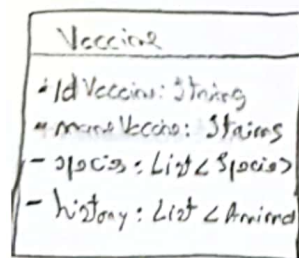 Vaccine
- IdVaccine: String
- nameVaccine: String
- species: List<Species>
- history: List<Animal